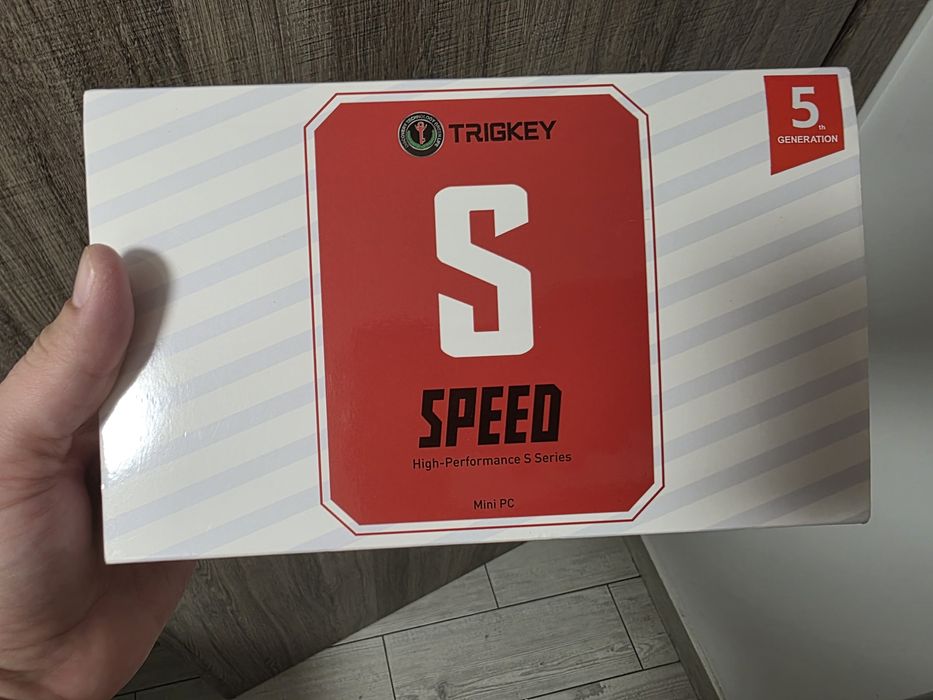 TRIGKEY
5th
GENERATION
S
SPEED
High-Performance S Series
Mini PC